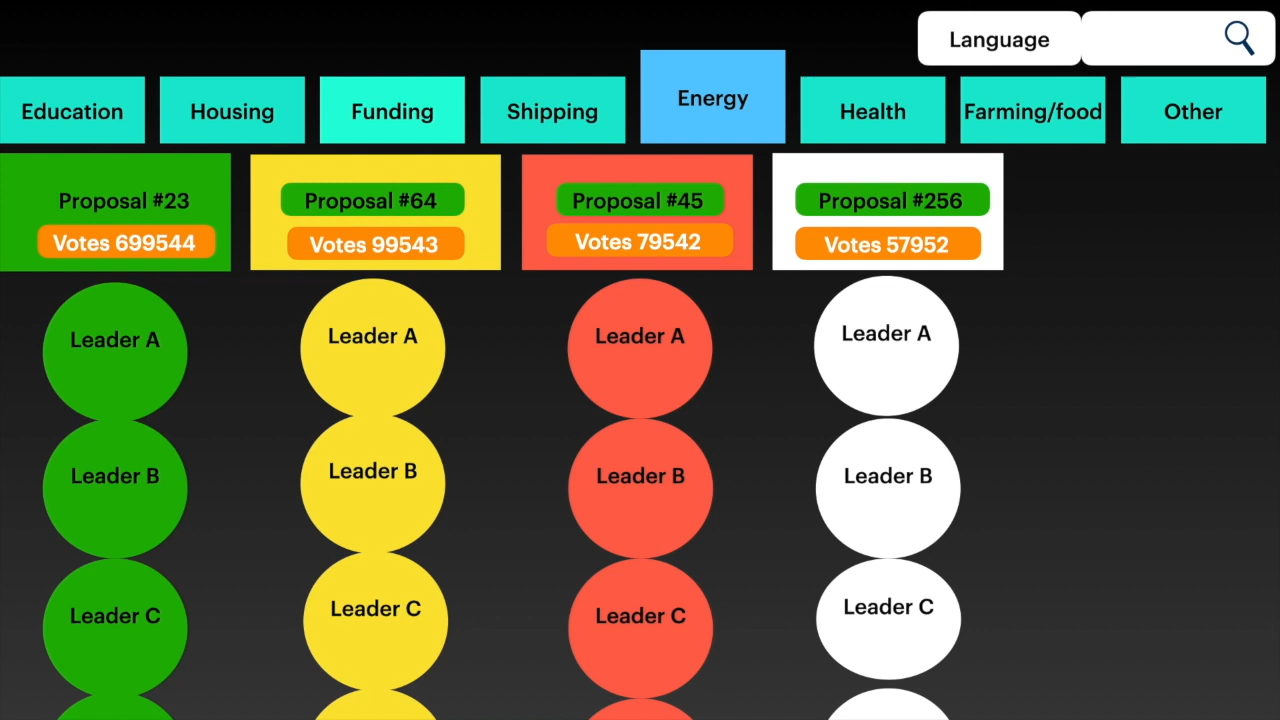 Language
Education
Housing
Funding
Shipping
Energy
Health
Farming/food
Other
Proposal #23
Votes 699544
Proposal #64
Votes 99543
Proposal #45
Votes 79542
Proposal #256
Votes 57952
Leader A
Leader A
Leader A
Leader A
Leader B
Leader B
Leader B
Leader B
Leader C
Leader C
Leader C
Leader C